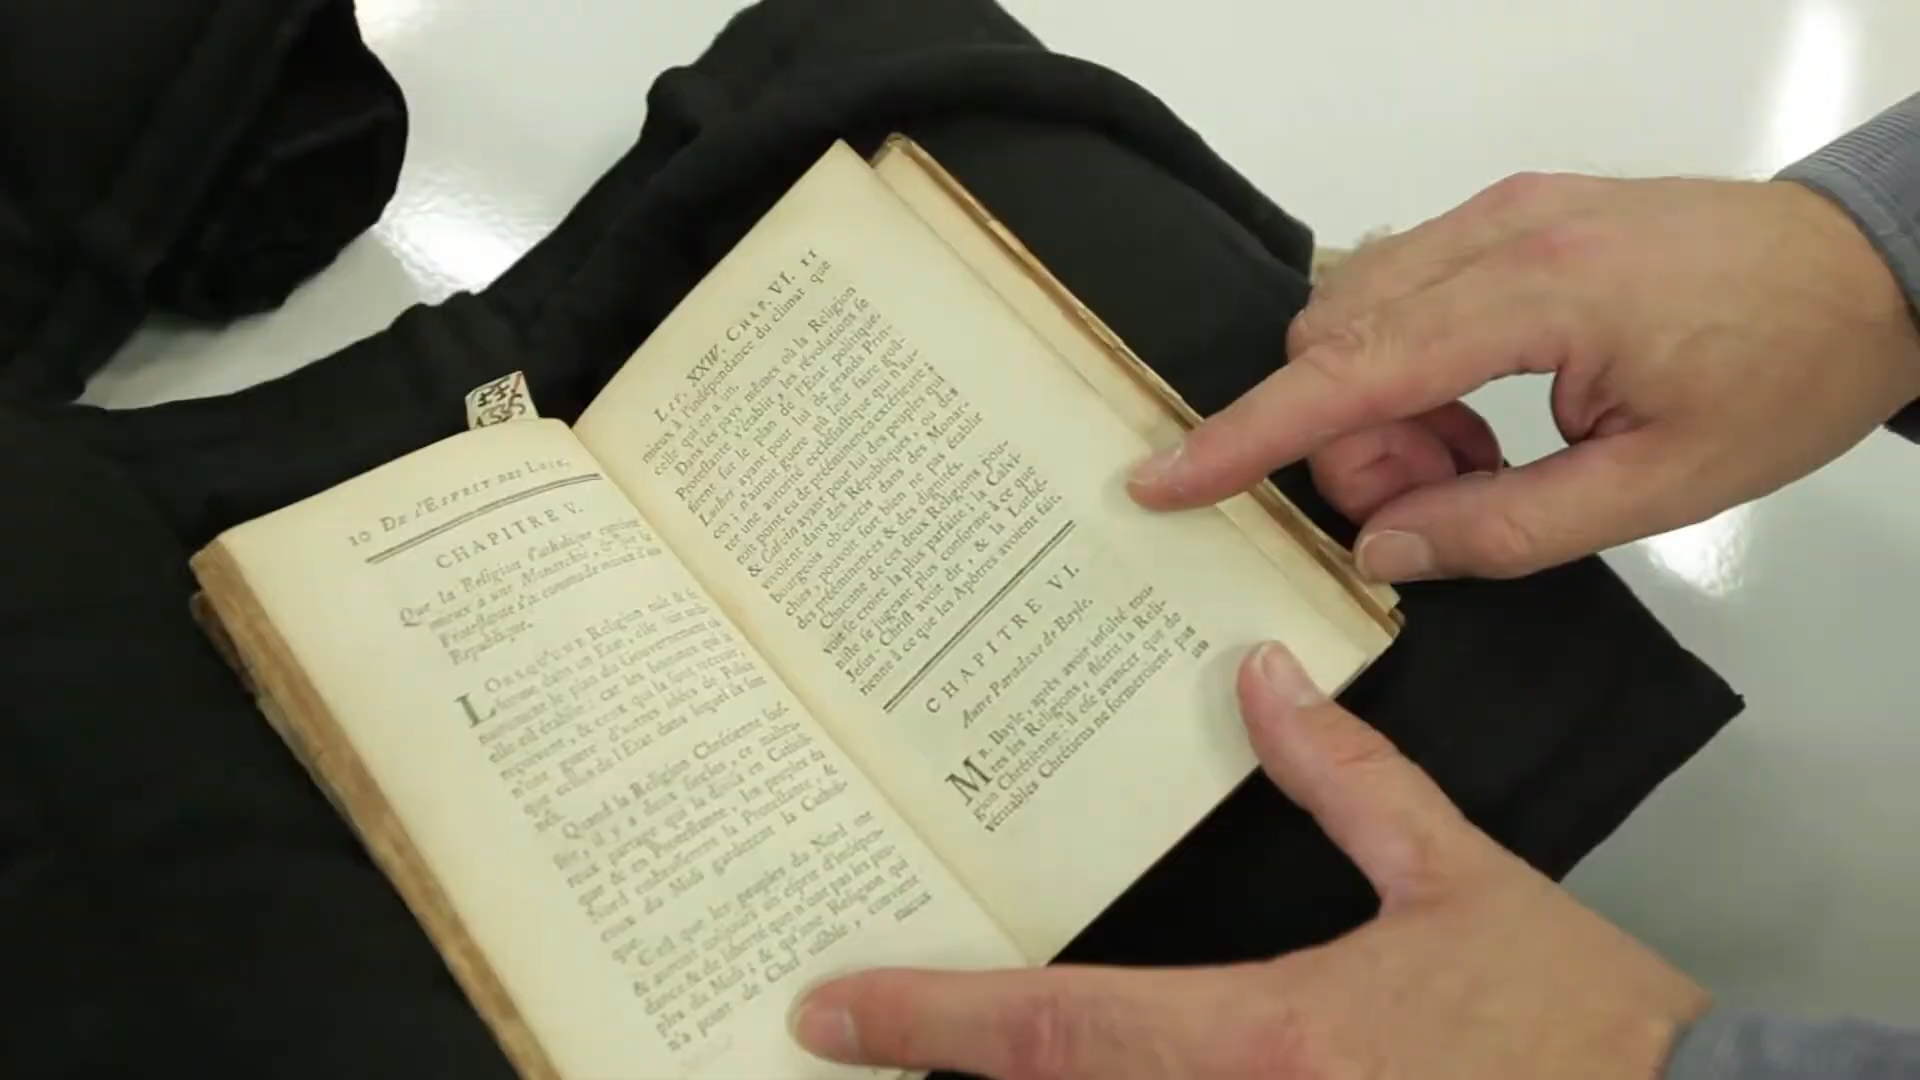 10 DE L'ESPRIT DES LOIX,
CHAPITRE V.
Que la Religion Catholique convient
mieux à une Monarchie, & que la
Protestante s'accommode mieux d'une
République.
LORSQU'UNE Religion naît & se
forme dans un Etat, elle suit ordi-
nairement le plan du Gouvernement où
elle est établie; car les hommes qui la
reçoivent, & ceux qui la font recevoir,
n'ont guere d'autres idées de Police
que celles de l'Etat dans lequel ils sont
nés.
Quand la Religion Chrétienne souf-
frit, il y a deux siecles, ce malheu-
reux partage qui la divisa en Catholi-
que & en Protestante, les peuples du
Nord embrasserent la Protestante, &
ceux du Midi garderent la Catholi-
que.
C'est que les peuples du Nord ont
& auront toujours un esprit d'indépen-
dance & de liberté que n'ont pas les peu-
ples du Midi; & qu'une Religion qui
n'a point de Chef visible, convient
mieux
LIV. XXIV. CHAP. VI. 11
mieux à l'indépendance du climat que
celle qui en a un.
Dans les pays mêmes où la Religion
Protestante s'établit, les révolutions se
firent sur le plan de l'Etat politique.
Luther ayant pour lui de grands Prin-
ces, n'auroit guere pû leur faire goû-
ter une autorité ecclésiastique qui n'au-
roit point eu de prééminence extérieure;
& Calvin ayant pour lui des peuples qui
vivoient dans des Républiques, ou des
bourgeois obscurcis dans des Monar-
chies, pouvoit fort bien ne pas établir
des prééminences & des dignités.
Chacune de ces deux Religions pou-
voit se croire la plus parfaite; la Calvi-
niste se jugeant plus conforme à ce que
Jésus-Christ avoit dit, & la Luthé-
rienne à ce que les Apôtres avoient fait.
CHAPITRE VI.
Autre Paradoxe de Bayle.
MR. Bayle, après avoir insulté tou-
tes les Religions, flétrit la Reli-
gion Chrétienne: il ose avancer que de
véritables Chrétiens ne formeroient pas
un